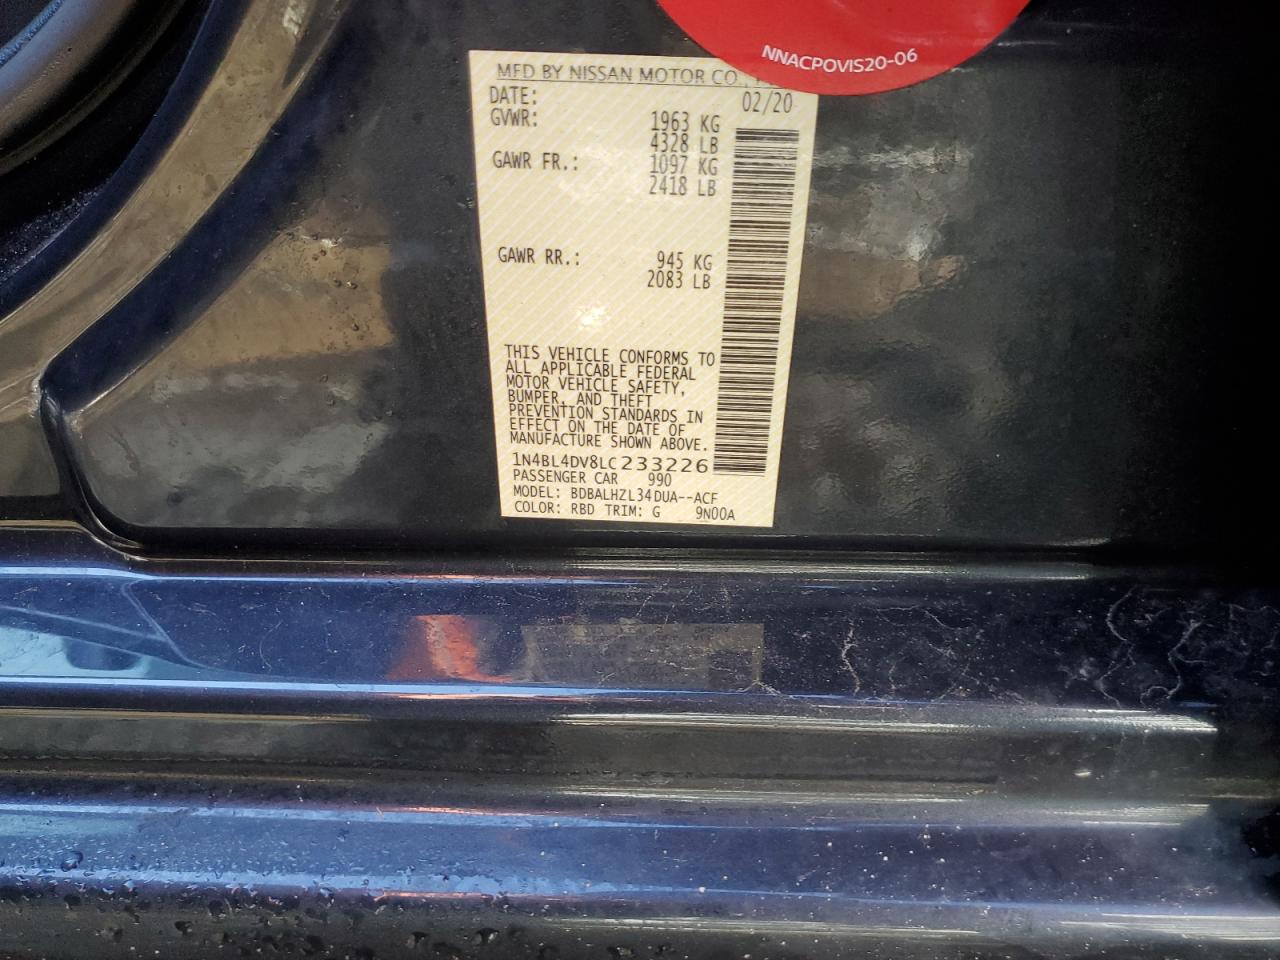 NNACPOVIS20-06
MFD BY NISSAN MOTOR CO.,
DATE: 02/20
GVWR: 1963 KG
4328 LB
GAWR FR.: 1097 KG
2418 LB
GAWR RR.: 945 KG
2083 LB
THIS VEHICLE CONFORMS TO
ALL APPLICABLE FEDERAL
MOTOR VEHICLE SAFETY,
BUMPER, AND THEFT
PREVENTION STANDARDS IN
EFFECT ON THE DATE OF
MANUFACTURE SHOWN ABOVE.
1N4BL4DV8LC233226
PASSENGER CAR 990
MODEL: BDBALHZL34DUA--ACF
COLOR: RBD TRIM: G 9N00A